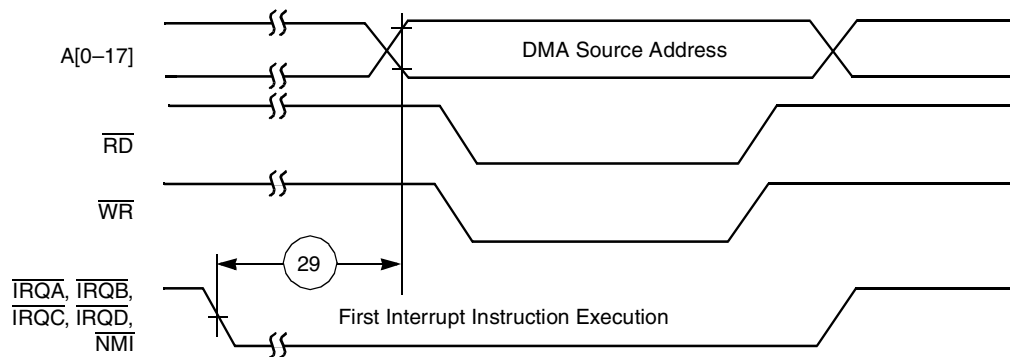 A[0–17]
DMA Source Address
RD
WR
29
IRQA, IRQB,
IRQC, IRQD,
NMI
First Interrupt Instruction Execution